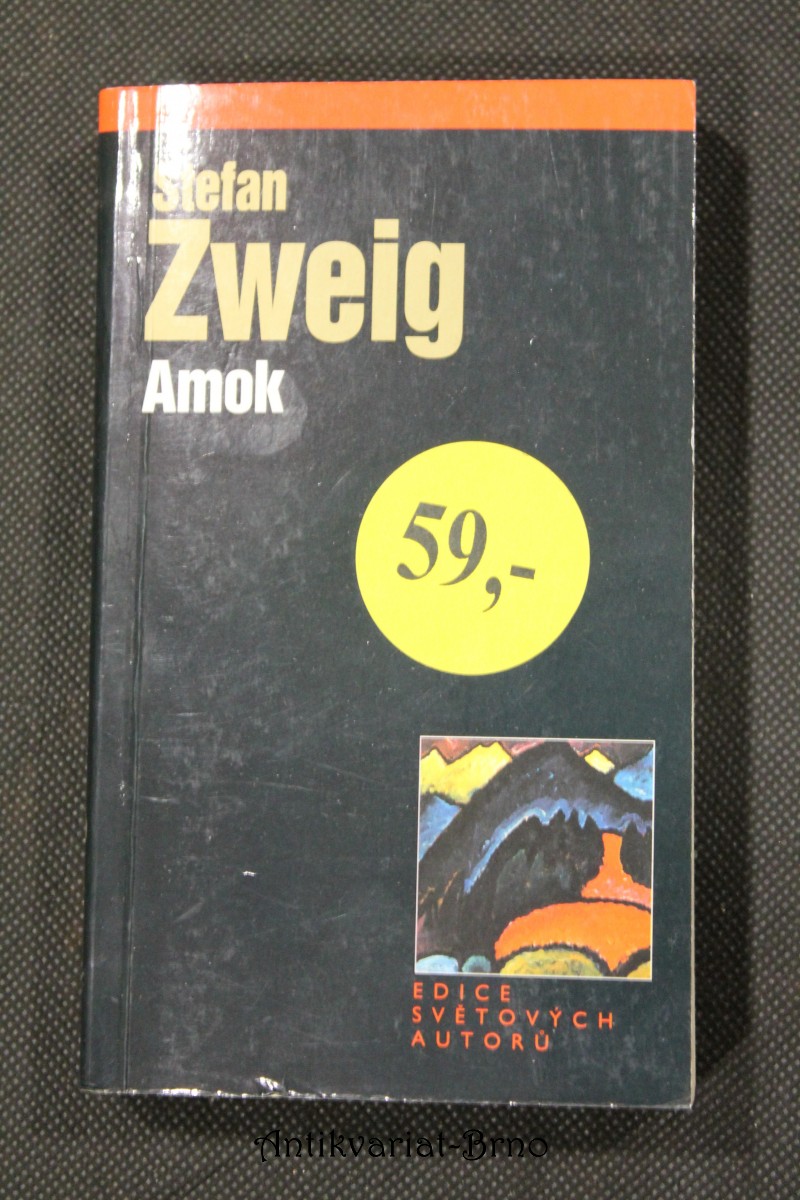 Stefan
Zweig
Amok
59,-
EDICE
SVĚTOVÝCH
AUTORŮ
Antikvariat-Brno